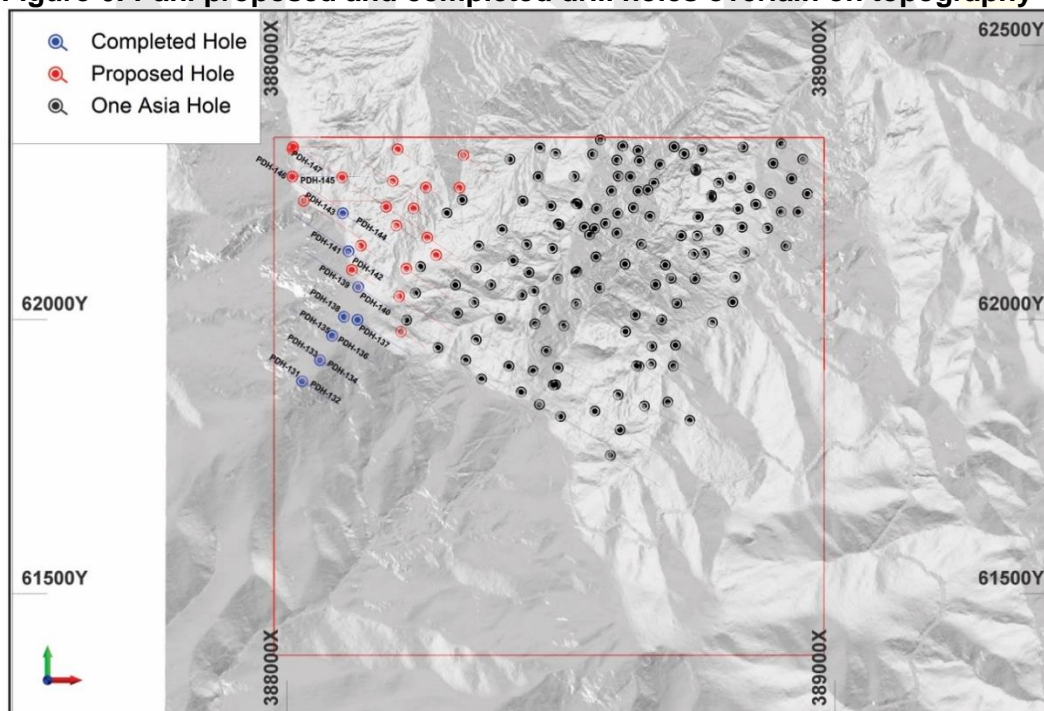 Figure 6: Pani proposed and completed drill holes overlain on topography
Completed Hole
Proposed Hole
One Asia Hole
388000X
389000X
62500Y
PDH-147
PDH-146
PDH-145
PDH-143
PDH-144
PDH-141
PDH-142
PDH-139
PDH-140
PDH-138
PDH-137
PDH-135
PDH-136
PDH-133
PDH-134
PDH-131
PDH-132
62000Y
62000Y
61500Y
61500Y
388000X
389000X